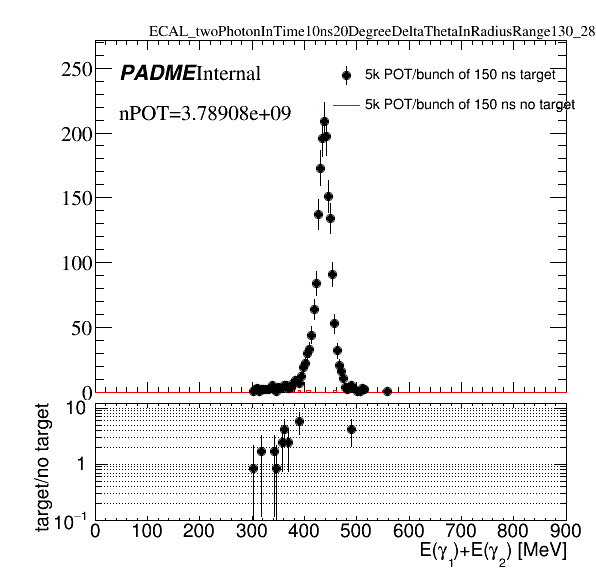 ECAL_twoPhotonInTime10ns20DegreeDeltaThetaInRadiusRange130_28
PADME Internal
nPOT=3.78908e+09
5k POT/bunch of 150 ns target
5k POT/bunch of 150 ns no target
250
200
150
100
50
0
target/no target
10
1
10⁻¹
0 100 200 300 400 500 600 700 800 900
E(γ₁)+E(γ₂) [MeV]